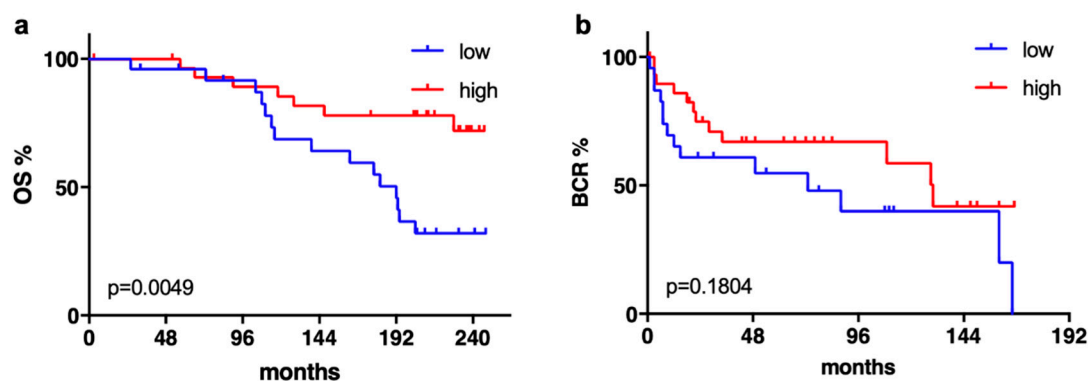 a
low
high
100
50
0
OS %
p=0.0049
0 48 96 144 192 240
months
b
low
high
100
50
0
BCR %
p=0.1804
0 48 96 144 192
months